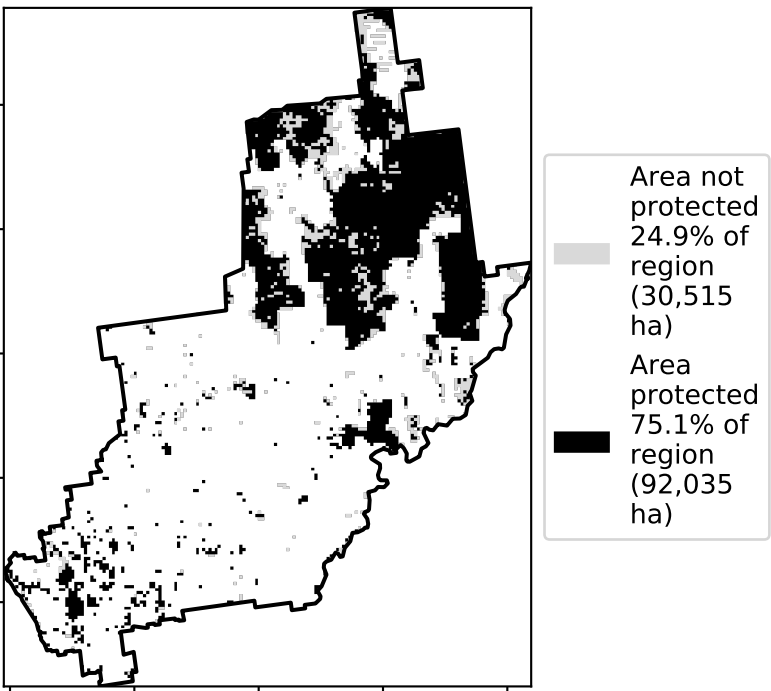 Area not
protected
24.9% of
region
(30,515
ha)
Area
protected
75.1% of
region
(92,035
ha)